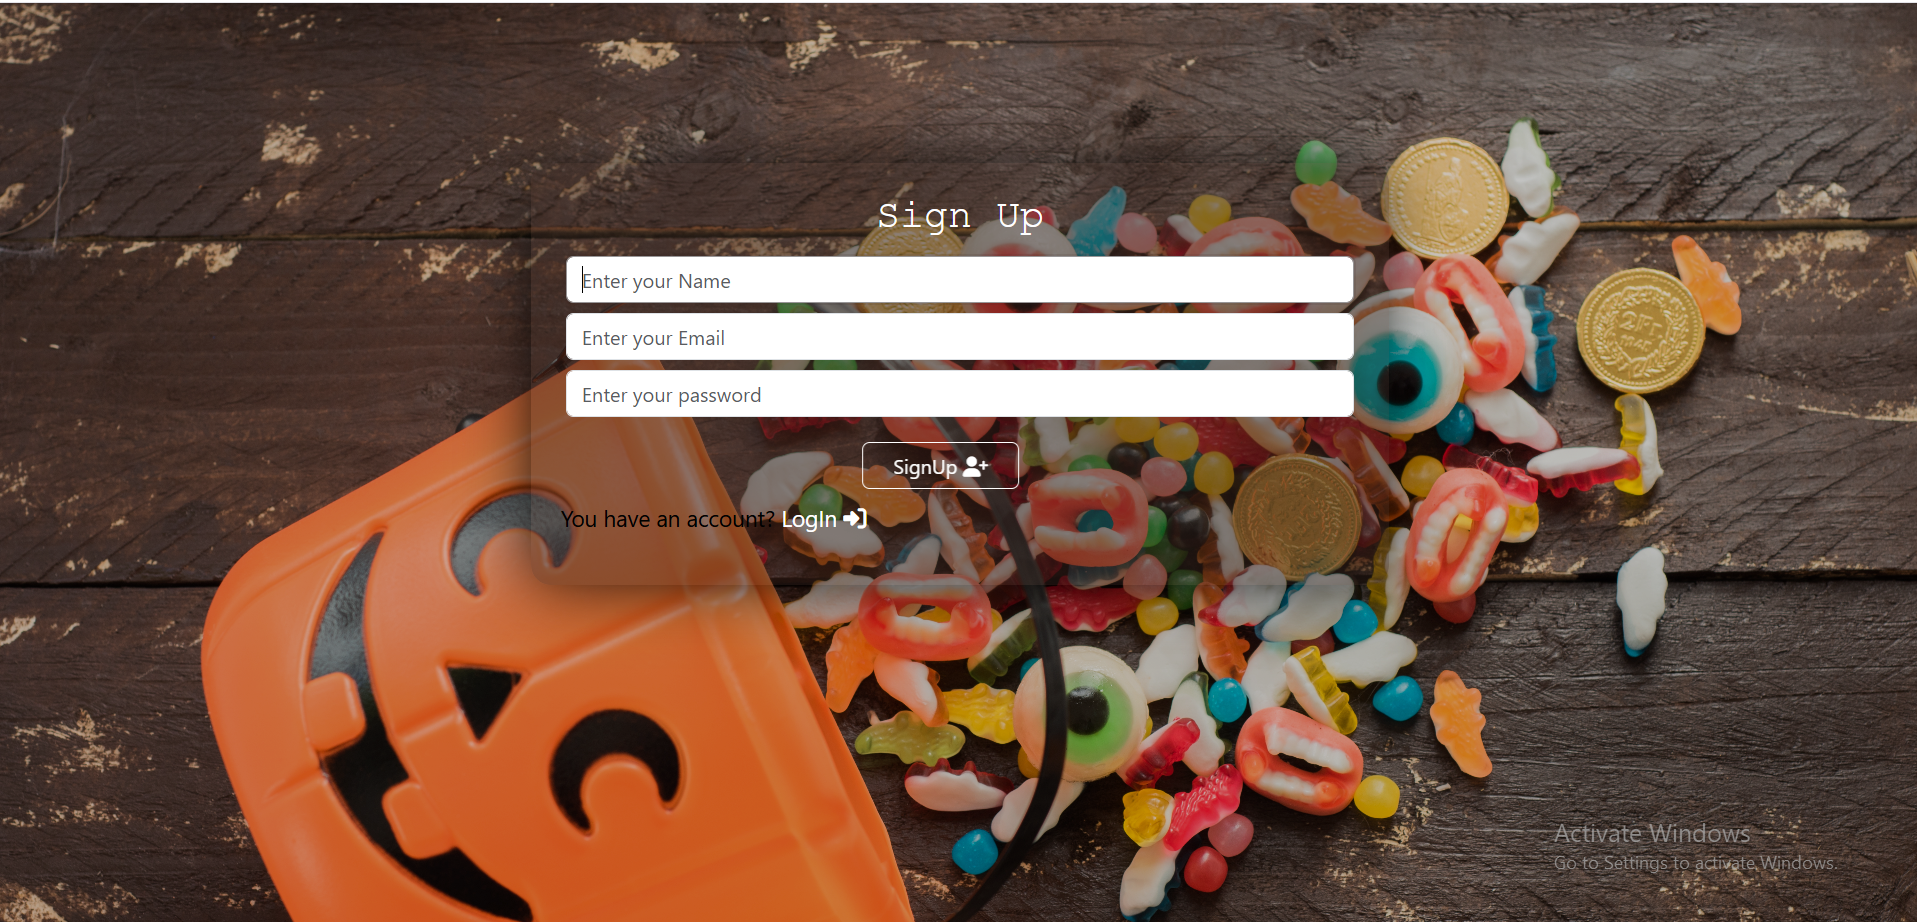 Sign Up
Enter your Name
Enter your Email
Enter your password
SignUp
You have an account? LogIn
2FR
Activate Windows
Go to Settings to activate Windows.